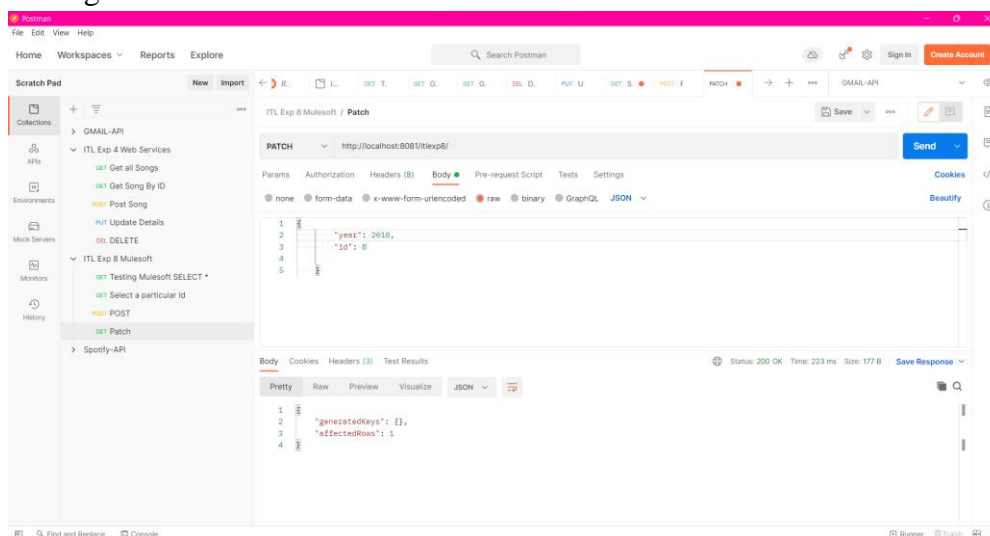 Postman
File Edit View Help
Home Workspaces Reports Explore
Search Postman
Sign In Create Account
Scratch Pad
New Import
GET T. GET G. GET G. DEL D. PUT U. GET S. POST F PATCH
GMAIL-API
Collections
APIs
Environments
Mock Servers
Monitors
History
GMAIL-API
ITL Exp 4 Web Services
GET Get all Songs
GET Get Song By ID
POST Post Song
PUT Update Details
DEL DELETE
ITL Exp 8 Mulesoft
GET Testing Mulesoft SELECT *
GET Select a particular Id
POST POST
GET Patch
Spotify-API
ITL Exp 8 Mulesoft / Patch
Save
PATCH http://localhost:8081/itlexp8/
Send
Params Authorization Headers (8) Body Pre-request Script Tests Settings
Cookies
none form-data x-www-form-urlencoded raw binary GraphQL JSON
Beautify
1 {
2 "year": 2018,
3 "id": 8
4
5 }
Body Cookies Headers (3) Test Results
Status: 200 OK Time: 223 ms Size: 177 B Save Response
Pretty Raw Preview Visualize JSON
1 {
2 "generatedKeys": {},
3 "affectedRows": 1
4 }
Find and Replace Console
Runner Trash